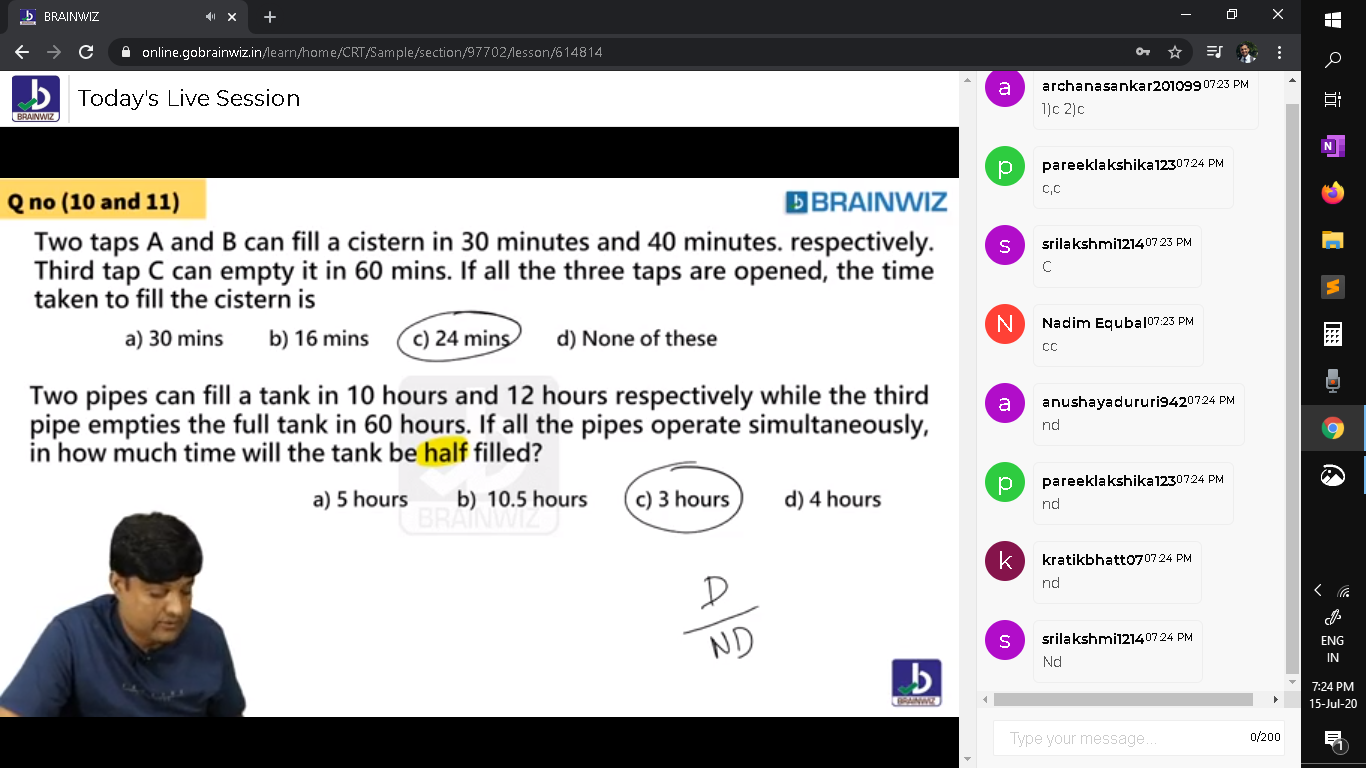 BRAINWIZ
online.gobrainwiz.in/learn/home/CRT/Sample/section/97702/lesson/614814
BRAINWIZ
Today's Live Session
Q no (10 and 11)
BRAINWIZ
Two taps A and B can fill a cistern in 30 minutes and 40 minutes. respectively.
Third tap C can empty it in 60 mins. If all the three taps are opened, the time
taken to fill the cistern is
a) 30 mins b) 16 mins c) 24 mins d) None of these
Two pipes can fill a tank in 10 hours and 12 hours respectively while the third
pipe empties the full tank in 60 hours. If all the pipes operate simultaneously,
in how much time will the tank be half filled?
a) 5 hours b) 10.5 hours c) 3 hours d) 4 hours
BRAINWIZ
D
ND
BRAINWIZ
a archanasankar201099 07:23 PM
1)c 2)c
p pareeklakshika123 07:24 PM
c,c
s srilakshmi1214 07:23 PM
C
N Nadim Equbal 07:23 PM
cc
a anushayadururi942 07:24 PM
nd
p pareeklakshika123 07:24 PM
nd
k kratikbhatt07 07:24 PM
nd
s srilakshmi1214 07:24 PM
Nd
Type your message... 0/200
N
S
ENG
IN
7:24 PM
15-Jul-20
1